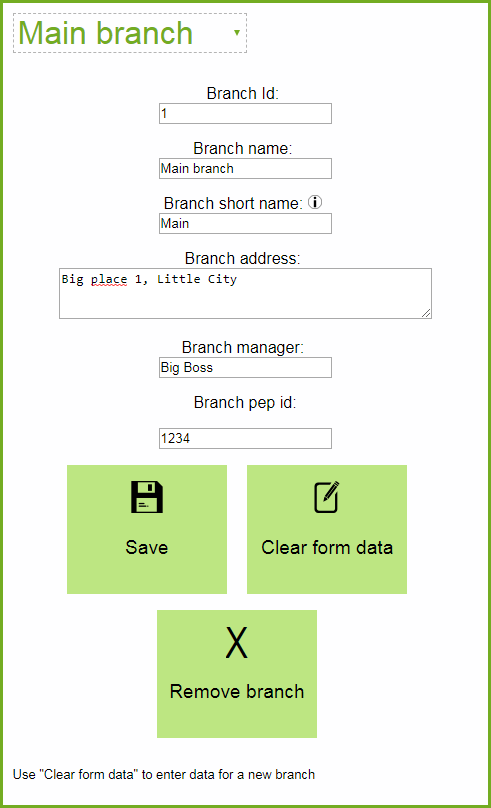 Main branch
Branch Id:
1
Branch name:
Main branch
Branch short name:
Main
Branch address:
Big place 1, Little City
Branch manager:
Big Boss
Branch pep id:
1234
Save
Clear form data
X
Remove branch
Use "Clear form data" to enter data for a new branch